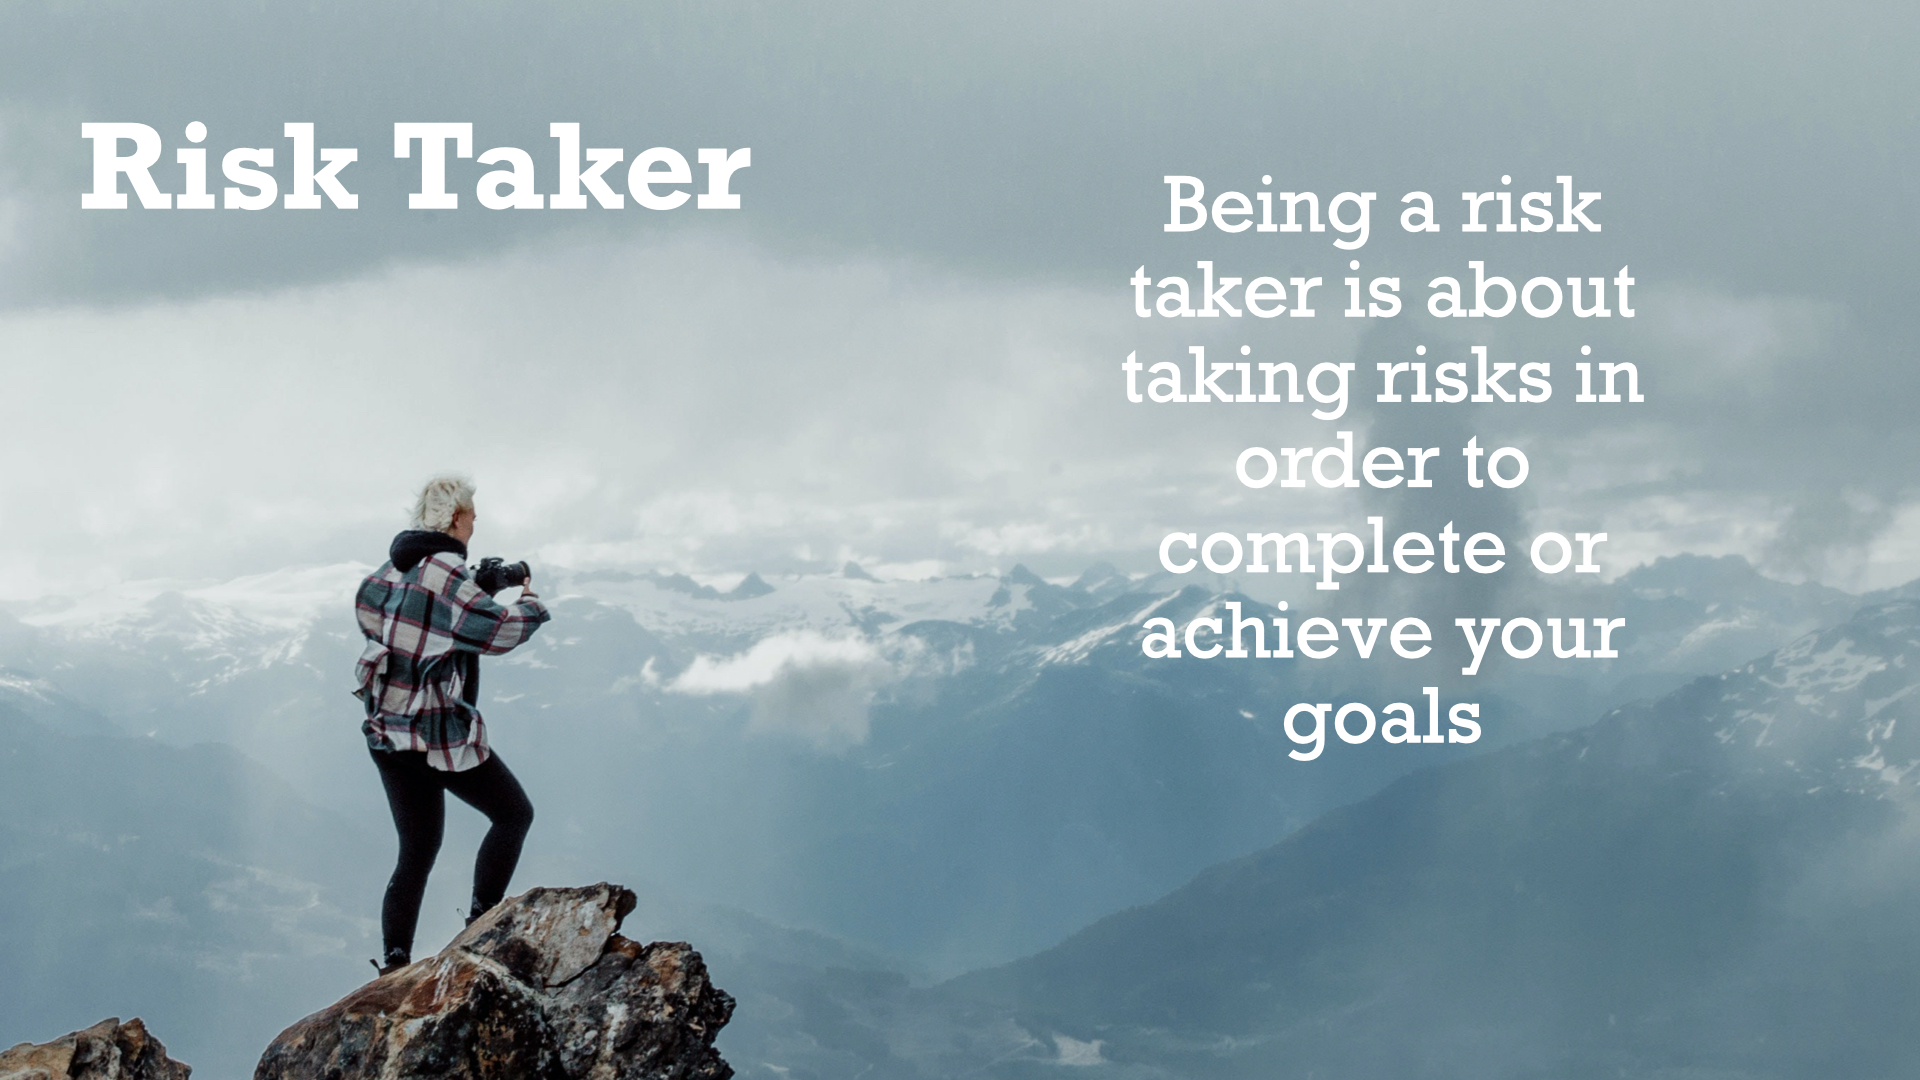 Risk Taker
Being a risk
taker is about
taking risks in
order to
complete or
achieve your
goals